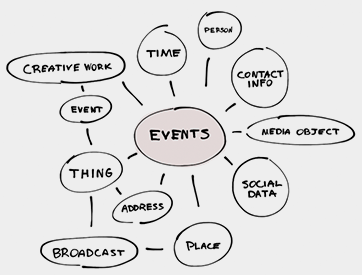 PERSON
TIME
CREATIVE WORK
CONTACT
INFO
EVENT
EVENTS
MEDIA OBJECT
THING
SOCIAL
DATA
ADDRESS
PLACE
BROADCAST